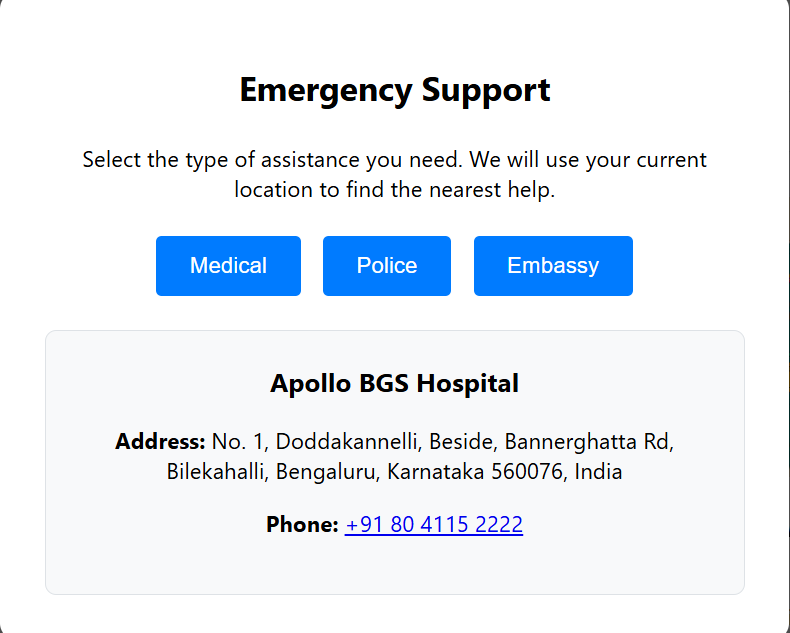 Emergency Support
Select the type of assistance you need. We will use your current
location to find the nearest help.
Medical Police Embassy
Apollo BGS Hospital
Address: No. 1, Doddakannelli, Beside, Bannerghatta Rd,
Bilekahalli, Bengaluru, Karnataka 560076, India
Phone: +91 80 4115 2222